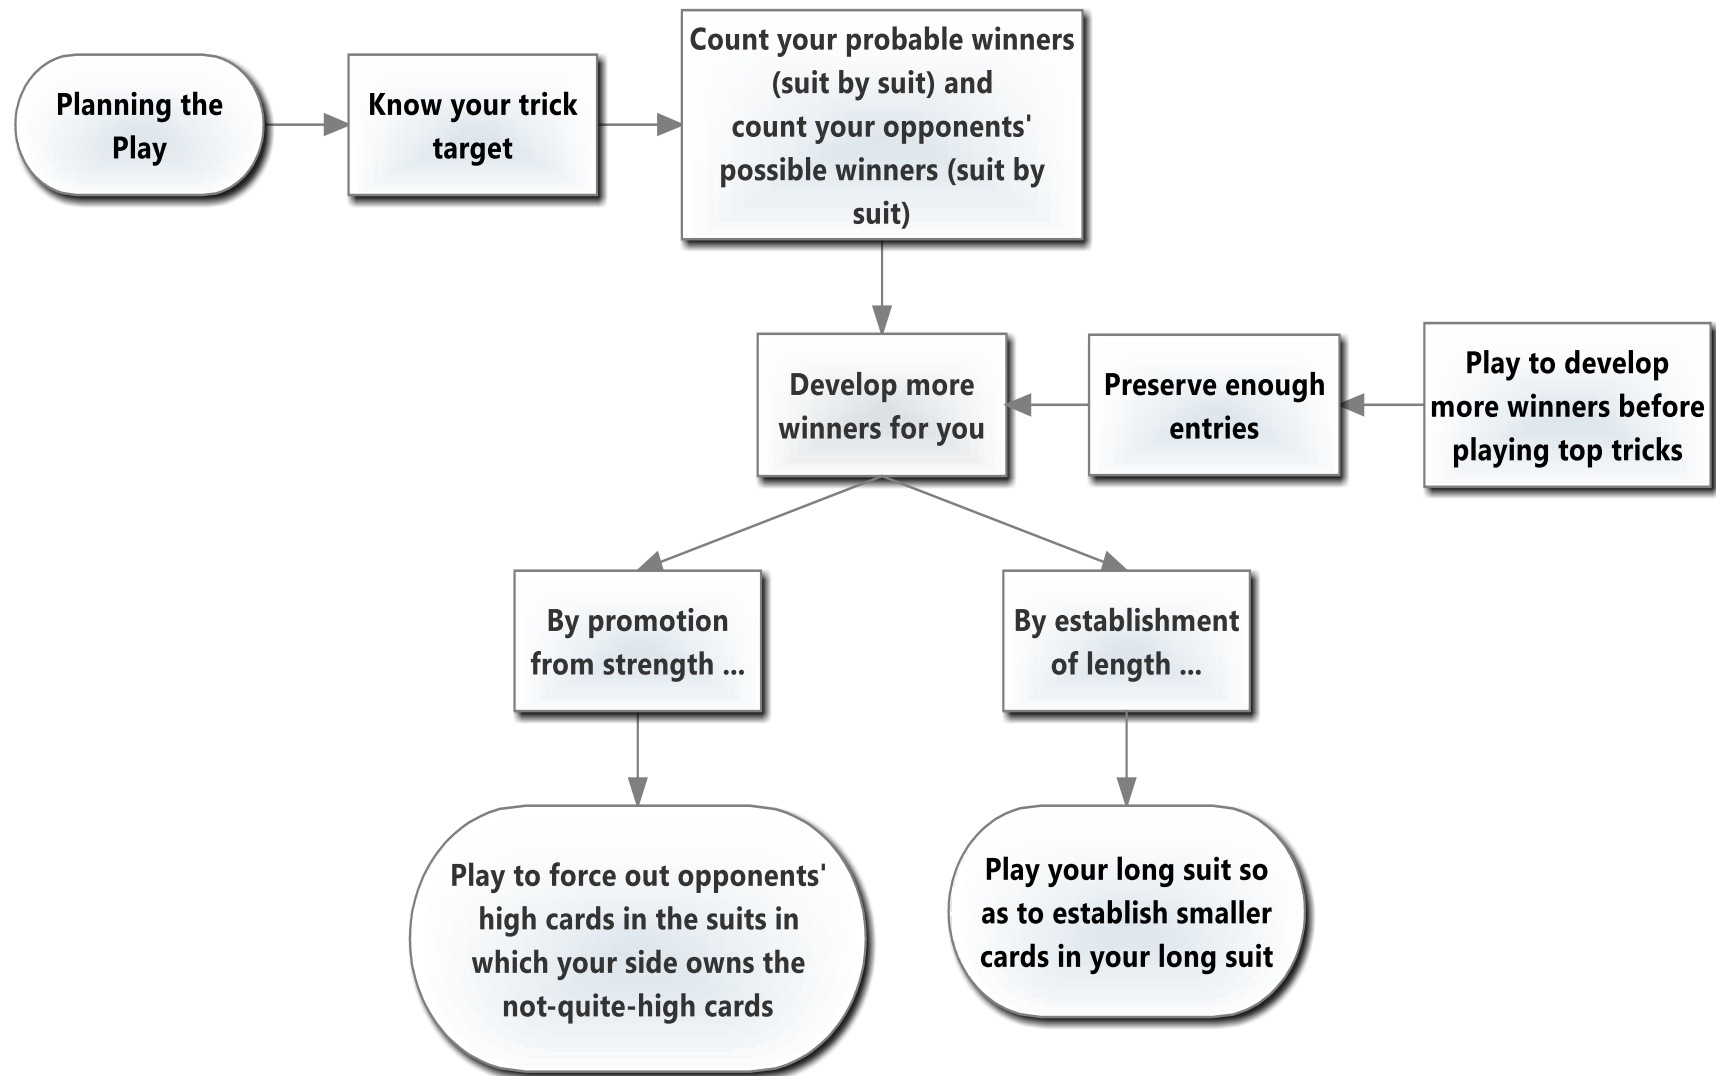 Planning the
Play
Know your trick
target
Count your probable winners
(suit by suit) and
count your opponents'
possible winners (suit by
suit)
Develop more
winners for you
Preserve enough
entries
Play to develop
more winners before
playing top tricks
By promotion
from strength ...
By establishment
of length ...
Play to force out opponents'
high cards in the suits in
which your side owns the
not-quite-high cards
Play your long suit so
as to establish smaller
cards in your long suit